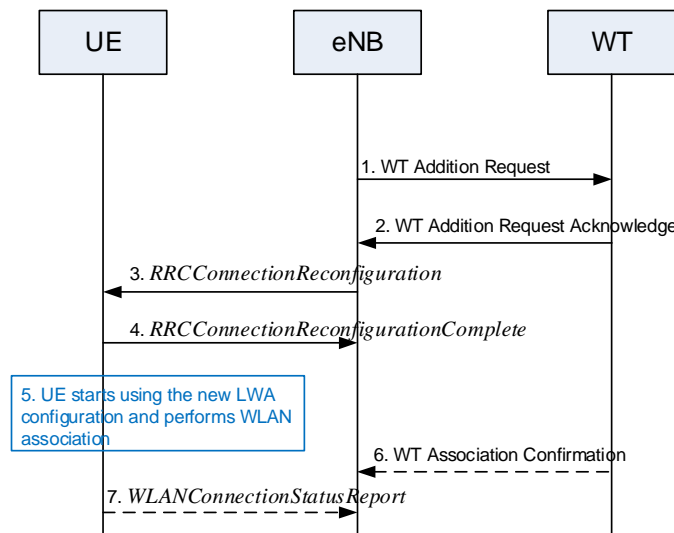 UE
eNB
WT
1. WT Addition Request
2. WT Addition Request Acknowledge
3. RRCConnectionReconfiguration
4. RRCConnectionReconfigurationComplete
5. UE starts using the new LWA
configuration and performs WLAN
association
6. WT Association Confirmation
7. WLANConnectionStatusReport